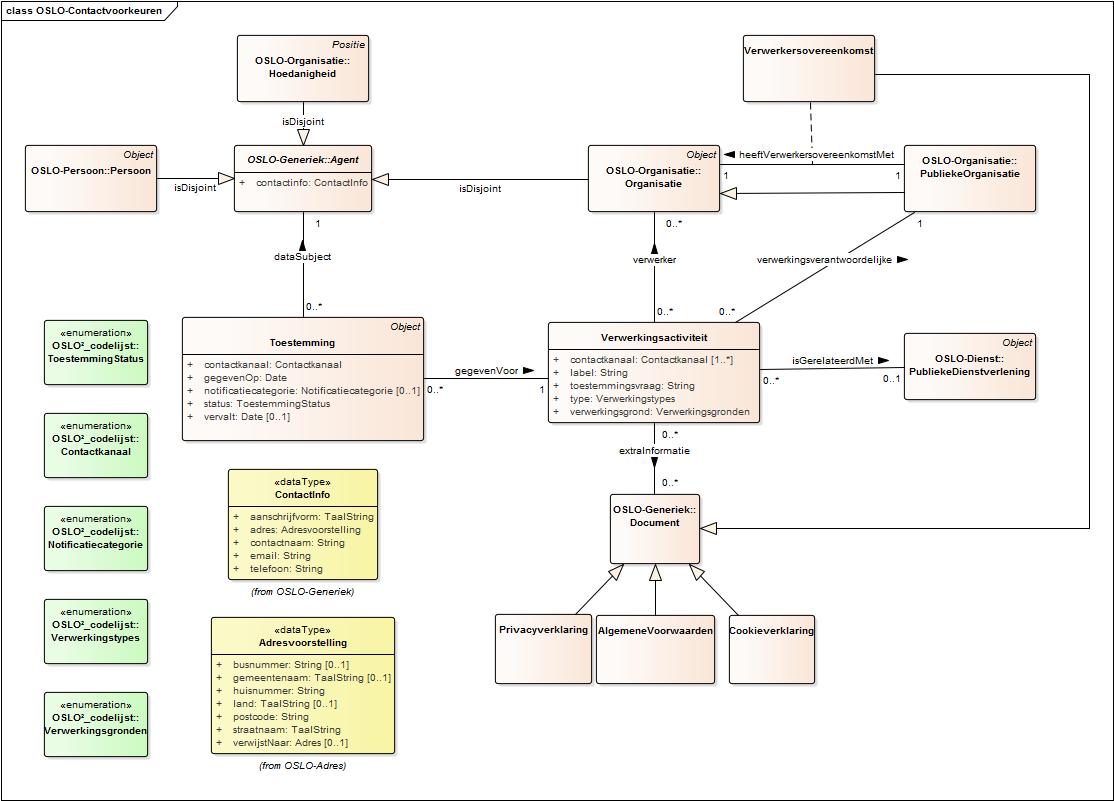 class OSLO-Contactvoorkeuren
Positie
OSLO-Organisatie::
Hoedanigheid
Verwerkersovereenkomst
isDisjoint
Object
OSLO-Persoon::Persoon
isDisjoint
OSLO-Generiek::Agent
+ contactinfo: ContactInfo
isDisjoint
Object
OSLO-Organisatie::
Organisatie
heeftVerwerkersovereenkomstMet
1
1
OSLO-Organisatie::
PubliekeOrganisatie
1
dataSubject
0..*
0..*
verwerker
0..*
1
verwerkingsverantwoordelijke
0..*
Object
Toestemming
+ contactkanaal: Contactkanaal
+ gegevenOp: Date
+ notificatiecategorie: Notificatiecategorie [0..1]
+ status: ToestemmingStatus
+ vervalt: Date [0..1]
gegevenVoor
0..*
1
Verwerkingsactiviteit
+ contactkanaal: Contactkanaal [1..*]
+ label: String
+ toestemmingsvraag: String
+ type: Verwerkingstypes
+ verwerkingsgrond: Verwerkingsgronden
isGerelateerdMet
0..*
0..1
Object
OSLO-Dienst::
PubliekeDienstverlening
0..*
extraInformatie
0..*
OSLO-Generiek::
Document
Privacyverklaring
AlgemeneVoorwaarden
Cookieverklaring
«enumeration»
OSLO²_codelijst::
ToestemmingStatus
«enumeration»
OSLO²_codelijst::
Contactkanaal
«enumeration»
OSLO²_codelijst::
Notificatiecategorie
«enumeration»
OSLO²_codelijst::
Verwerkingstypes
«enumeration»
OSLO²_codelijst::
Verwerkingsgronden
«dataType»
ContactInfo
+ aanschrijfvorm: TaalString
+ adres: Adresvoorstelling
+ contactnaam: String
+ email: String
+ telefoon: String
(from OSLO-Generiek)
«dataType»
Adresvoorstelling
+ busnummer: String [0..1]
+ gemeentenaam: TaalString [0..1]
+ huisnummer: String
+ land: TaalString [0..1]
+ postcode: String
+ straatnaam: TaalString
+ verwijstNaar: Adres [0..1]
(from OSLO-Adres)